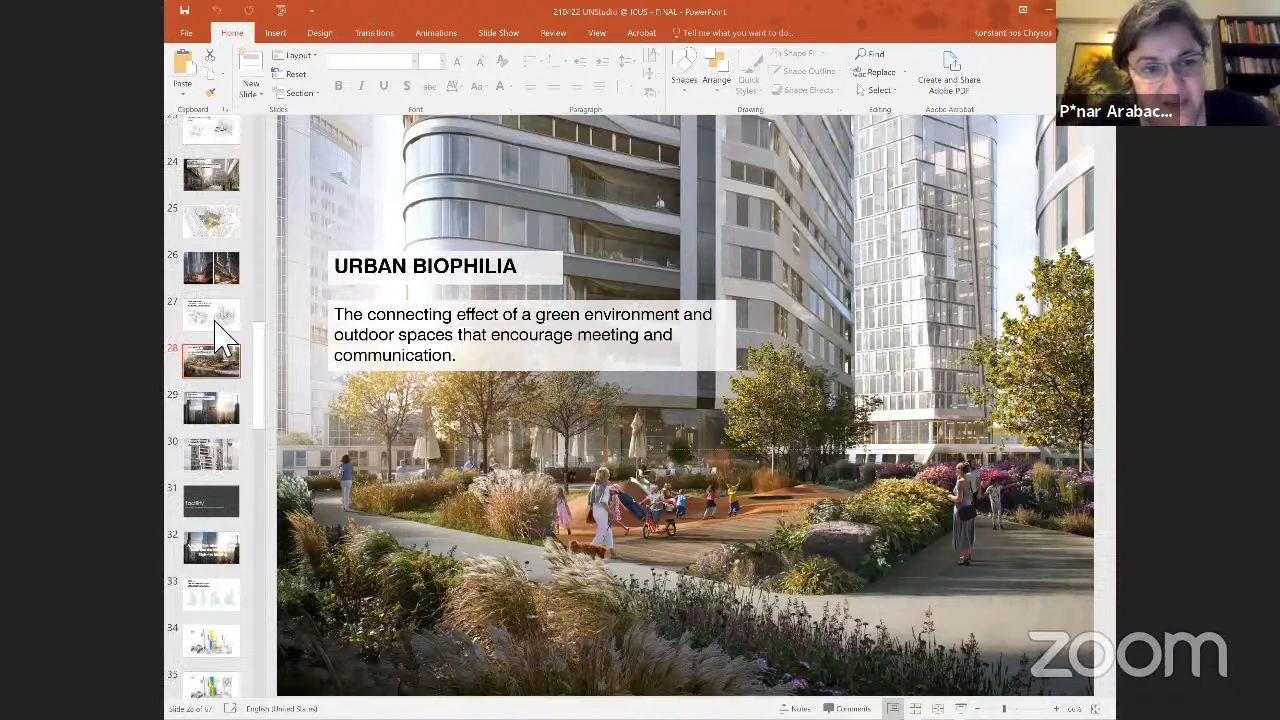 210422 UNStudio @ ICUS - FINAL - PowerPoint
File Home Insert Design Transitions Animations Slide Show Review View Acrobat Tell me what you want to do... Konstantinos Chrysos
Paste
New
Slide
Layout
Reset
Section
B I U S abc AV Aa A
Shapes
Arrange
Quick
Styles
Shape Fill
Shape Outline
Shape Effects
Find
Replace
Select
Create and Share
Adobe PDF
Clipboard Slides Font Paragraph Drawing Editing Adobe Acrobat
P*nar Arabac...
24
25
26
27
28
29
30
31
32
33
34
35
URBAN BIOPHILIA
The connecting effect of a green environment and
outdoor spaces that encourage meeting and
communication.
zoom
Slide 28 of 67 English (United States) Notes Comments 66%